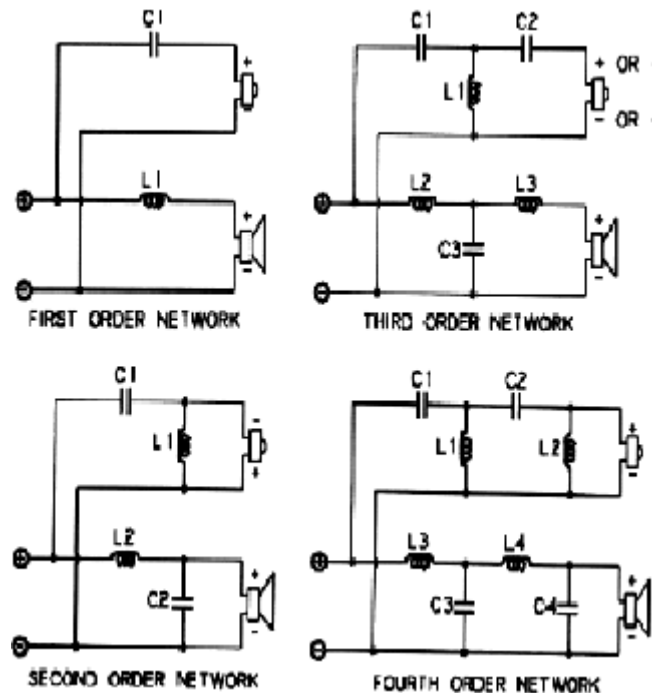 C1
+
L1
+
-
FIRST ORDER NETWORK
C1 C2
+ OR
L1
- OR
L2 L3
+
C3
-
THIRD ORDER NETWORK
C1
-
L1
+
L2
+
C2
-
SECOND ORDER NETWORK
C1 C2
+
L1 L2
-
L3 L4
+
C3 C4
-
FOURTH ORDER NETWORK